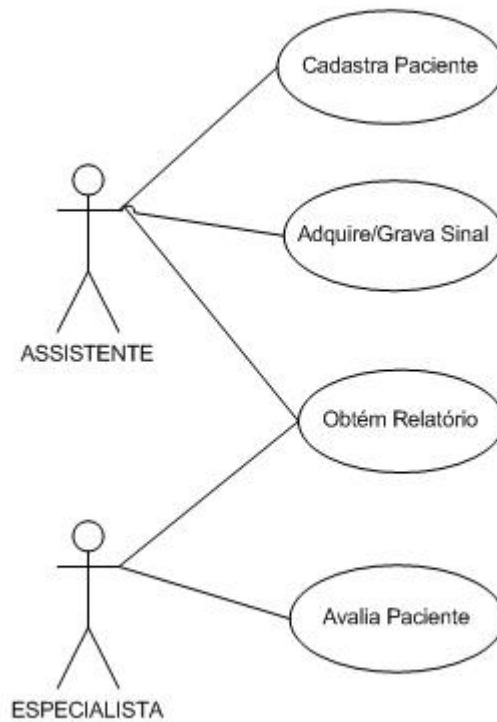 Cadastra Paciente
Adquire/Grava Sinal
ASSISTENTE
Obtém Relatório
Avalia Paciente
ESPECIALISTA